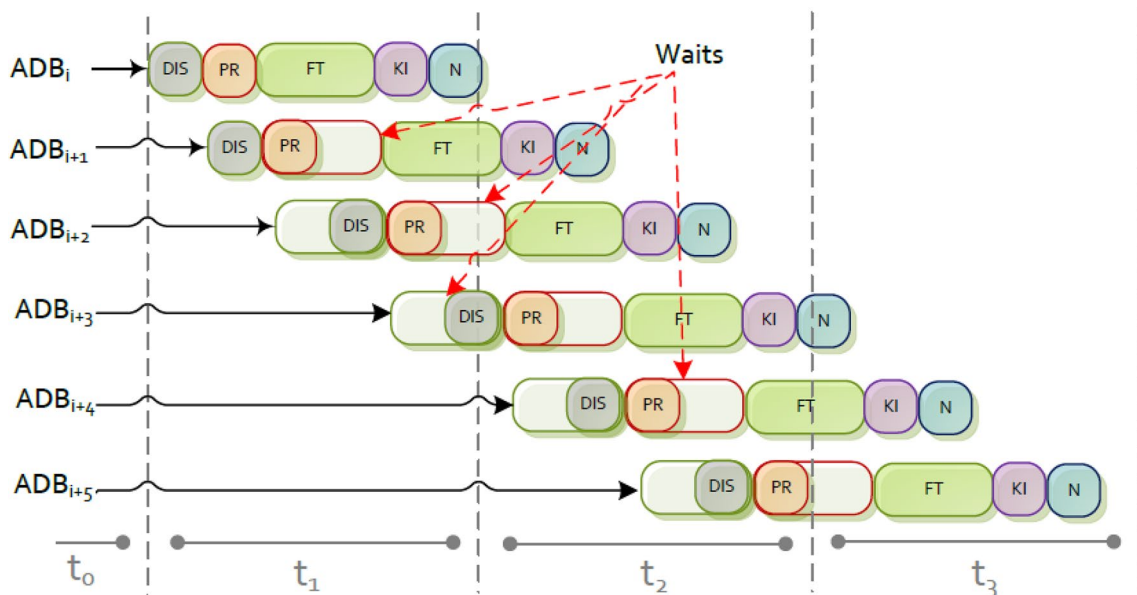 Waits
ADBi DIS PR FT KI N
ADBi+1 DIS PR FT KI N
ADBi+2 DIS PR FT KI N
ADBi+3 DIS PR FT KI N
ADBi+4 DIS PR FT KI N
ADBi+5 DIS PR FT KI N
t0 t1 t2 t3